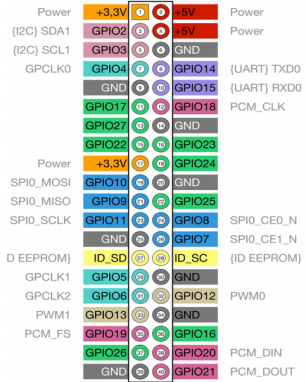 Power +3,3V 1 2 +5V Power
{I2C} SDA1 GPIO2 3 4 +5V Power
{I2C} SCL1 GPIO3 5 6 GND
GPCLK0 GPIO4 7 8 GPIO14 {UART} TXD0
GND 9 10 GPIO15 {UART} RXD0
GPIO17 11 12 GPIO18 PCM_CLK
GPIO27 13 14 GND
GPIO22 15 16 GPIO23
Power +3,3V 17 18 GPIO24
SPI0_MOSI GPIO10 19 20 GND
SPI0_MISO GPIO9 21 22 GPIO25
SPI0_SCLK GPIO11 23 24 GPIO8 SPI0_CE0_N
GND 25 26 GPIO7 SPI0_CE1_N
D EEPROM} ID_SD 27 28 ID_SC {ID EEPROM}
GPCLK1 GPIO5 29 30 GND
GPCLK2 GPIO6 31 32 GPIO12 PWM0
PWM1 GPIO13 33 34 GND
PCM_FS GPIO19 35 36 GPIO16
GPIO26 37 38 GPIO20 PCM_DIN
GND 39 40 GPIO21 PCM_DOUT